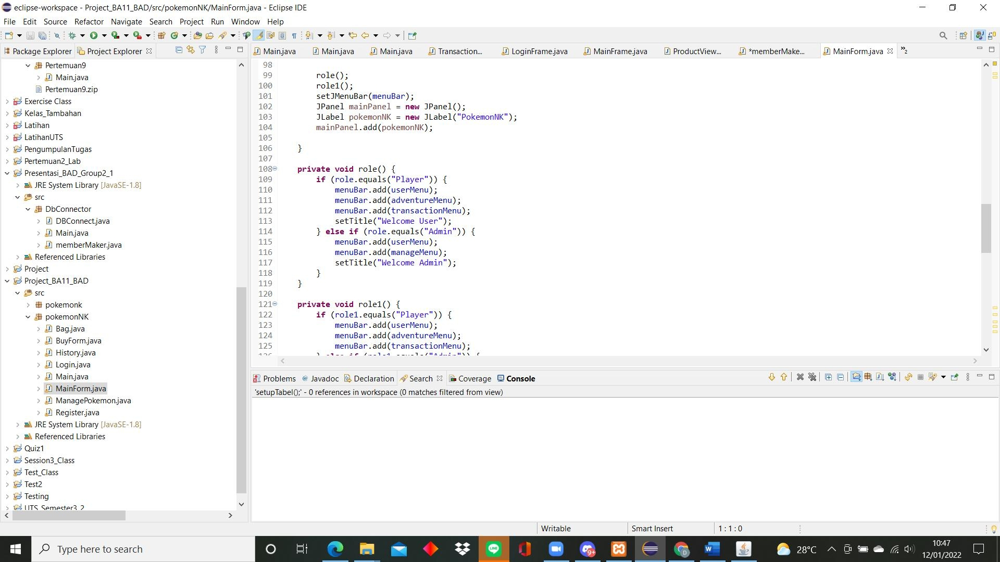 eclipse-workspace - Project_BA11_BAD/src/pokemonNK/MainForm.java - Eclipse IDE
File Edit Source Refactor Navigate Search Project Run Window Help
Package Explorer Project Explorer
Main.java Main.java Main.java Transaction... LoginFrame.java MainFrame.java ProductView... *memberMake... MainForm.java »2
Pertemuan9
Main.java
Pertemuan9.zip
Exercise Class
Kelas_Tambahan
Latihan
LatihanUTS
PengumpulanTugas
Pertemuan2_Lab
Presentasi_BAD_Group2_1
JRE System Library [JavaSE-1.8]
src
DbConnector
DBConnect.java
Main.java
memberMaker.java
Referenced Libraries
Project
Project_BA11_BAD
src
pokemonk
pokemonNK
Bag.java
BuyForm.java
History.java
Login.java
Main.java
MainForm.java
ManagePokemon.java
Register.java
JRE System Library [JavaSE-1.8]
Referenced Libraries
Quiz1
Session3_Class
Test_Class
Test2
Testing
UTS_Semester3_2
98
99 role();
100 role1();
101 setJMenuBar(menuBar);
102 JPanel mainPanel = new JPanel();
103 JLabel pokemonNK = new JLabel("PokemonNK");
104 mainPanel.add(pokemonNK);
105
106 }
107
108 private void role() {
109 if (role.equals("Player")) {
110 menuBar.add(userMenu);
111 menuBar.add(adventureMenu);
112 menuBar.add(transactionMenu);
113 setTitle("Welcome User");
114 } else if (role.equals("Admin")) {
115 menuBar.add(userMenu);
116 menuBar.add(manageMenu);
117 setTitle("Welcome Admin");
118 }
119 }
120
121 private void role1() {
122 if (role1.equals("Player")) {
123 menuBar.add(userMenu);
124 menuBar.add(adventureMenu);
125 menuBar.add(transactionMenu);
126 } else if (role1.equals("Admin")) {
Problems Javadoc Declaration Search Coverage Console
'setupTabel();' - 0 references in workspace (0 matches filtered from view)
Writable Smart Insert 1 : 1 : 0
Type here to search
LINE
9+
D
28°C
10:47
12/01/2022